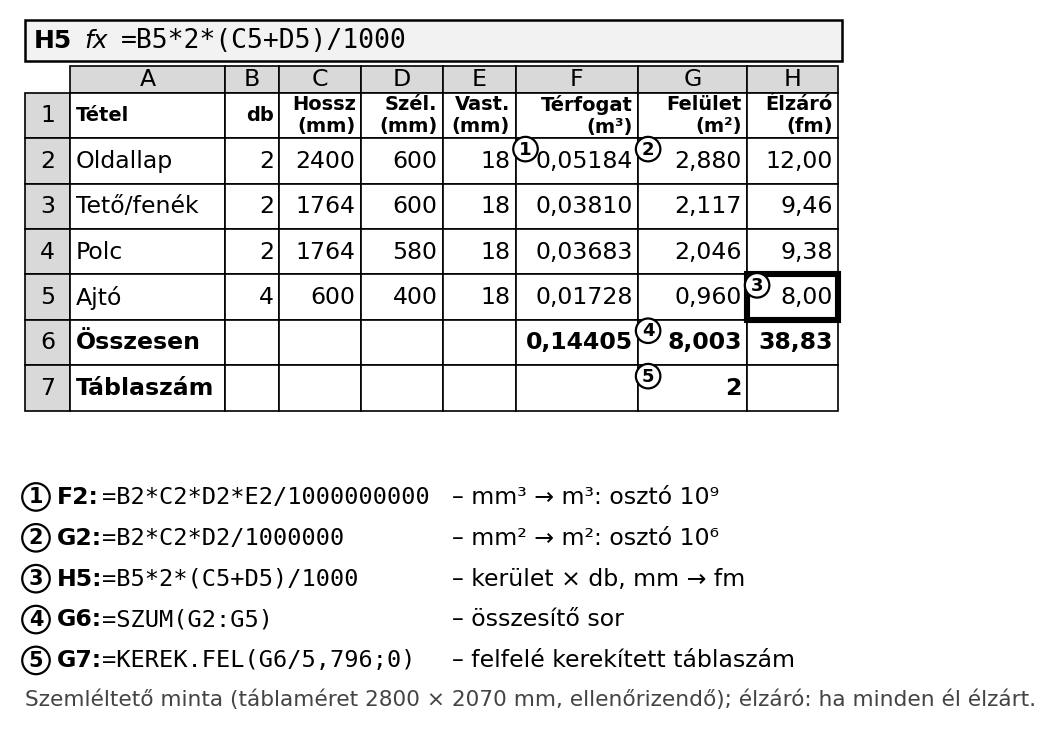 H5 fx =B5*2*(C5+D5)/1000
A B C D E F G H
1 Tétel db Hossz (mm) Szél. (mm) Vast. (mm) Térfogat (m³) Felület (m²) Élzáró (fm)
2 Oldallap 2 2400 600 18 ① 0,05184 ② 2,880 12,00
3 Tető/fenék 2 1764 600 18 0,03810 2,117 9,46
4 Polc 2 1764 580 18 0,03683 2,046 9,38
5 Ajtó 4 600 400 18 0,01728 0,960 ③ 8,00
6 Összesen 0,14405 ④ 8,003 38,83
7 Táblaszám ⑤ 2
① F2: =B2*C2*D2*E2/1000000000 – mm³ → m³: osztó 10⁹
② G2: =B2*C2*D2/1000000 – mm² → m²: osztó 10⁶
③ H5: =B5*2*(C5+D5)/1000 – kerület × db, mm → fm
④ G6: =SZUM(G2:G5) – összesítő sor
⑤ G7: =KEREK.FEL(G6/5,796;0) – felfelé kerekített táblaszám
Szemléltető minta (táblaméret 2800 × 2070 mm, ellenőrizendő); élzáró: ha minden él élzárt.